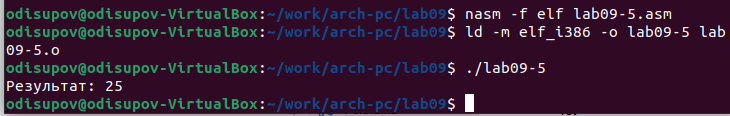 odisupov@odisupov-VirtualBox:~/work/arch-pc/lab09$ nasm -f elf lab09-5.asm
odisupov@odisupov-VirtualBox:~/work/arch-pc/lab09$ ld -m elf_i386 -o lab09-5 lab
09-5.o
odisupov@odisupov-VirtualBox:~/work/arch-pc/lab09$ ./lab09-5
Результат: 25
odisupov@odisupov-VirtualBox:~/work/arch-pc/lab09$